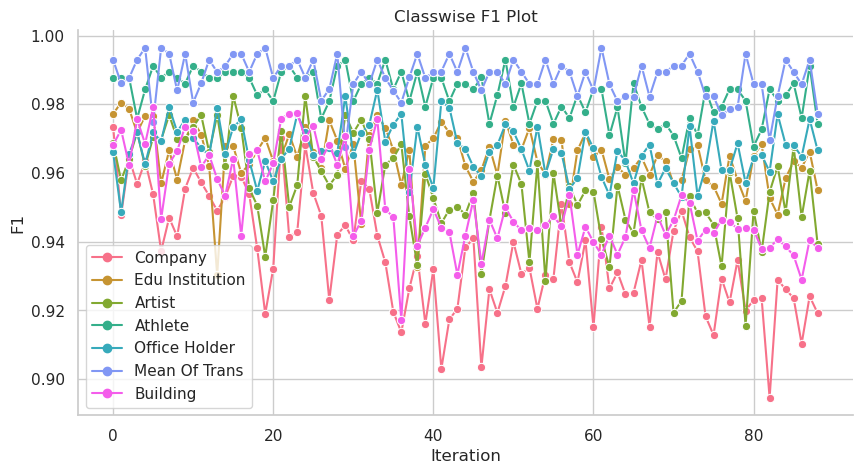 Classwise F1 Plot
1.00
0.98
0.96
0.94
0.92
0.90
F1
Company
Edu Institution
Artist
Athlete
Office Holder
Mean Of Trans
Building
0
20
40
60
80
Iteration